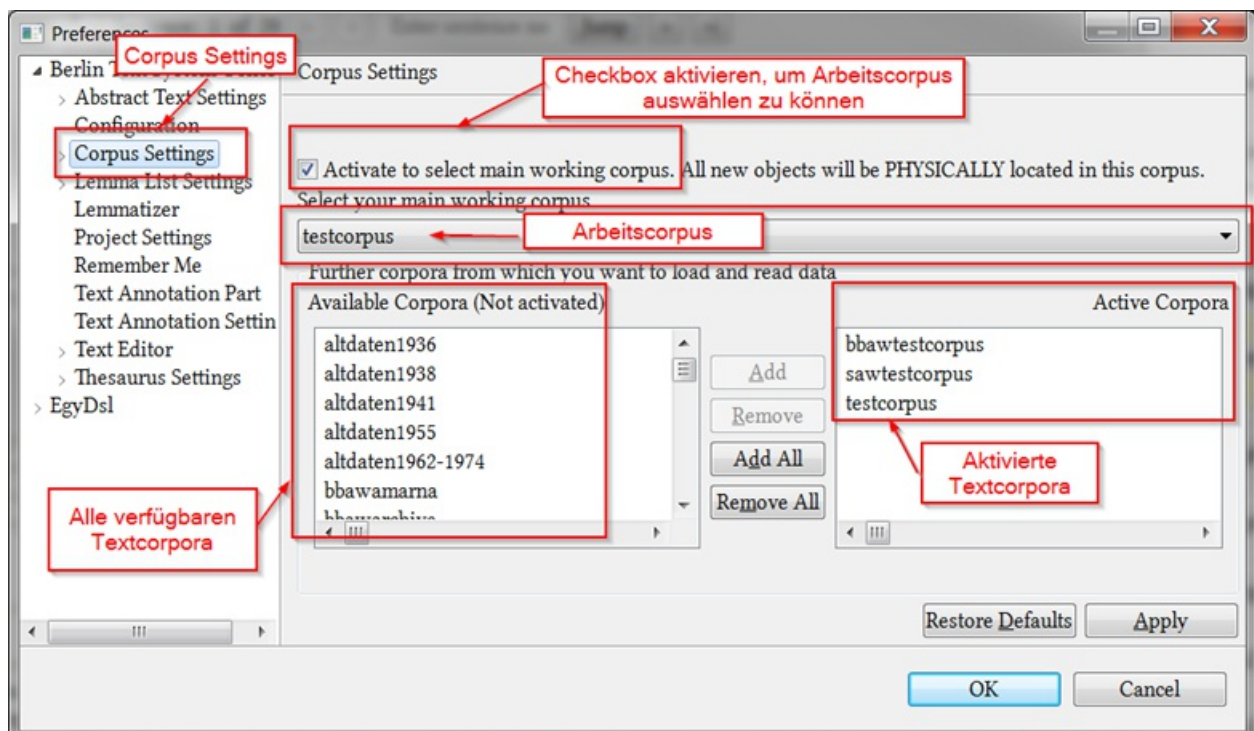 Preferences
Corpus Settings
Berlin
Abstract Text Settings
Configuration
Corpus Settings
Lemma List Settings
Lemmatizer
Project Settings
Remember Me
Text Annotation Part
Text Annotation Settin
Text Editor
Thesaurus Settings
EgyDsl
Alle verfügbaren
Textcorpora
Corpus Settings
Checkbox aktivieren, um Arbeitscorpus
auswählen zu können
Activate to select main working corpus. All new objects will be PHYSICALLY located in this corpus.
Select your main working corpus
testcorpus
Arbeitscorpus
Further corpora from which you want to load and read data
Available Corpora (Not activated)
altdaten1936
altdaten1938
altdaten1941
altdaten1955
altdaten1962-1974
bbawamarna
bbawarchive
Add
Remove
Add All
Remove All
Active Corpora
bbawtestcorpus
sawtestcorpus
testcorpus
Aktivierte
Textcorpora
Restore Defaults
Apply
OK
Cancel